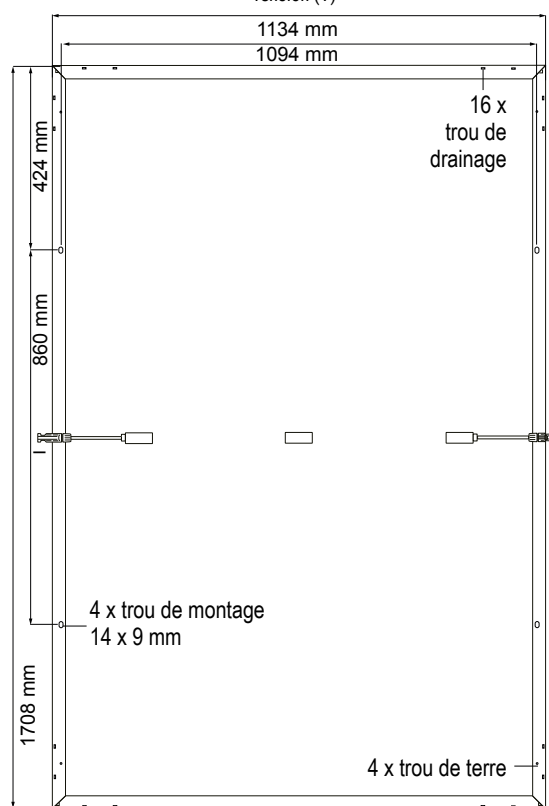 1134 mm
1094 mm
16 x
trou de
drainage
424 mm
860 mm
4 x trou de montage
14 x 9 mm
1708 mm
4 x trou de terre